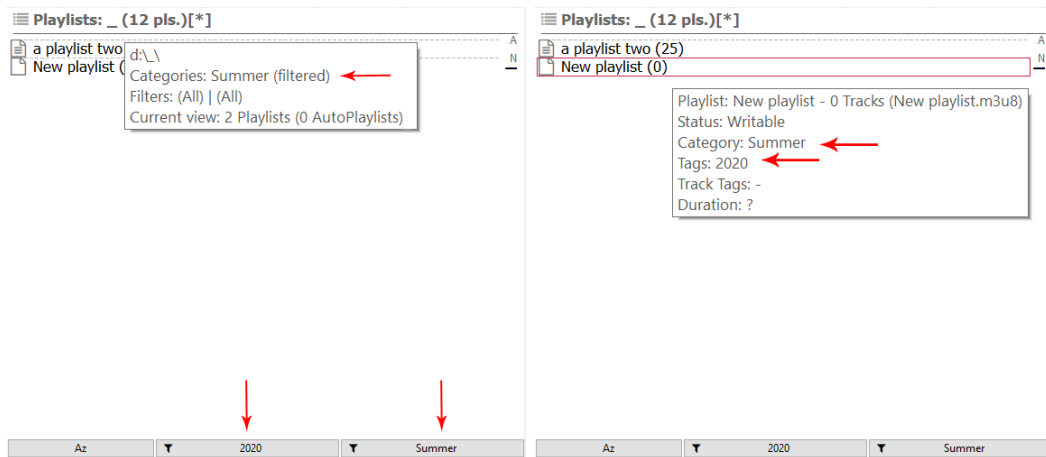 Playlists: _ (12 pls.)[*]
A
a playlist two
N
New playlist (
d:\_\
Categories: Summer (filtered)
Filters: (All) | (All)
Current view: 2 Playlists (0 AutoPlaylists)
Az
2020
Summer
Playlists: _ (12 pls.)[*]
A
a playlist two (25)
N
New playlist (0)
Playlist: New playlist - 0 Tracks (New playlist.m3u8)
Status: Writable
Category: Summer
Tags: 2020
Track Tags: -
Duration: ?
Az
2020
Summer